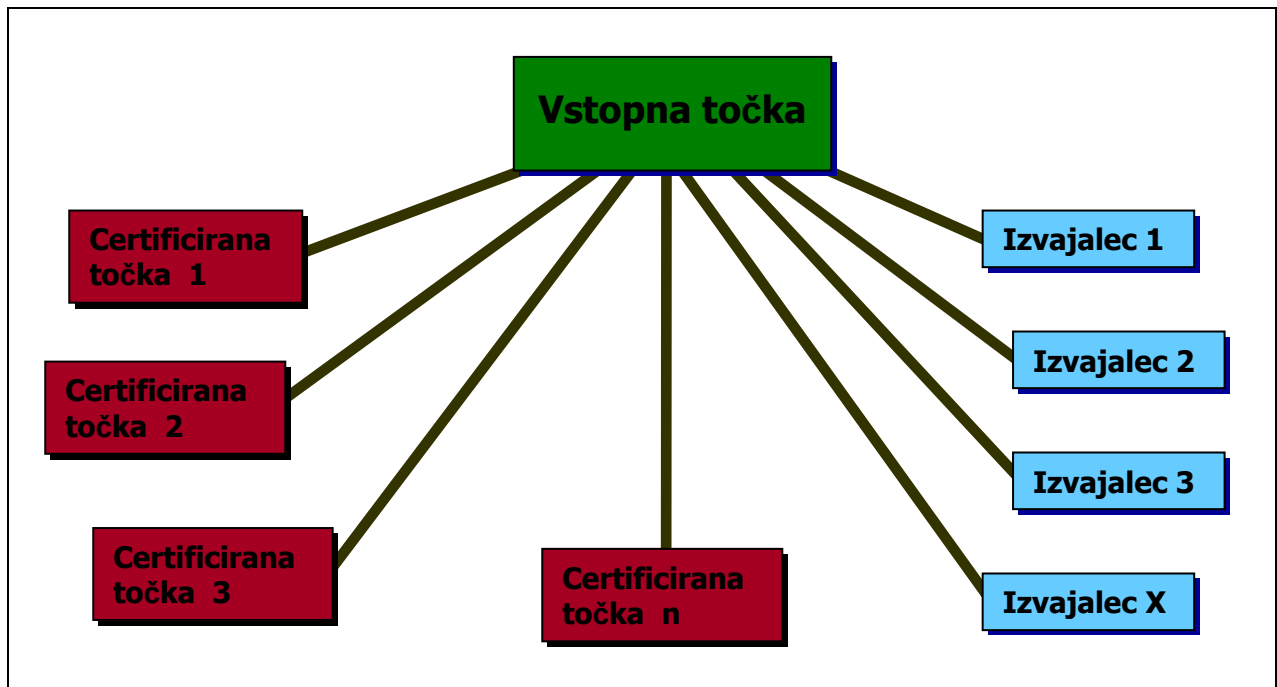 Vstopna točka
Certificirana
točka  1
Izvajalec 1
Certificirana
točka  2
Izvajalec 2
Izvajalec 3
Certificirana
točka  3
Certificirana
točka  n
Izvajalec X